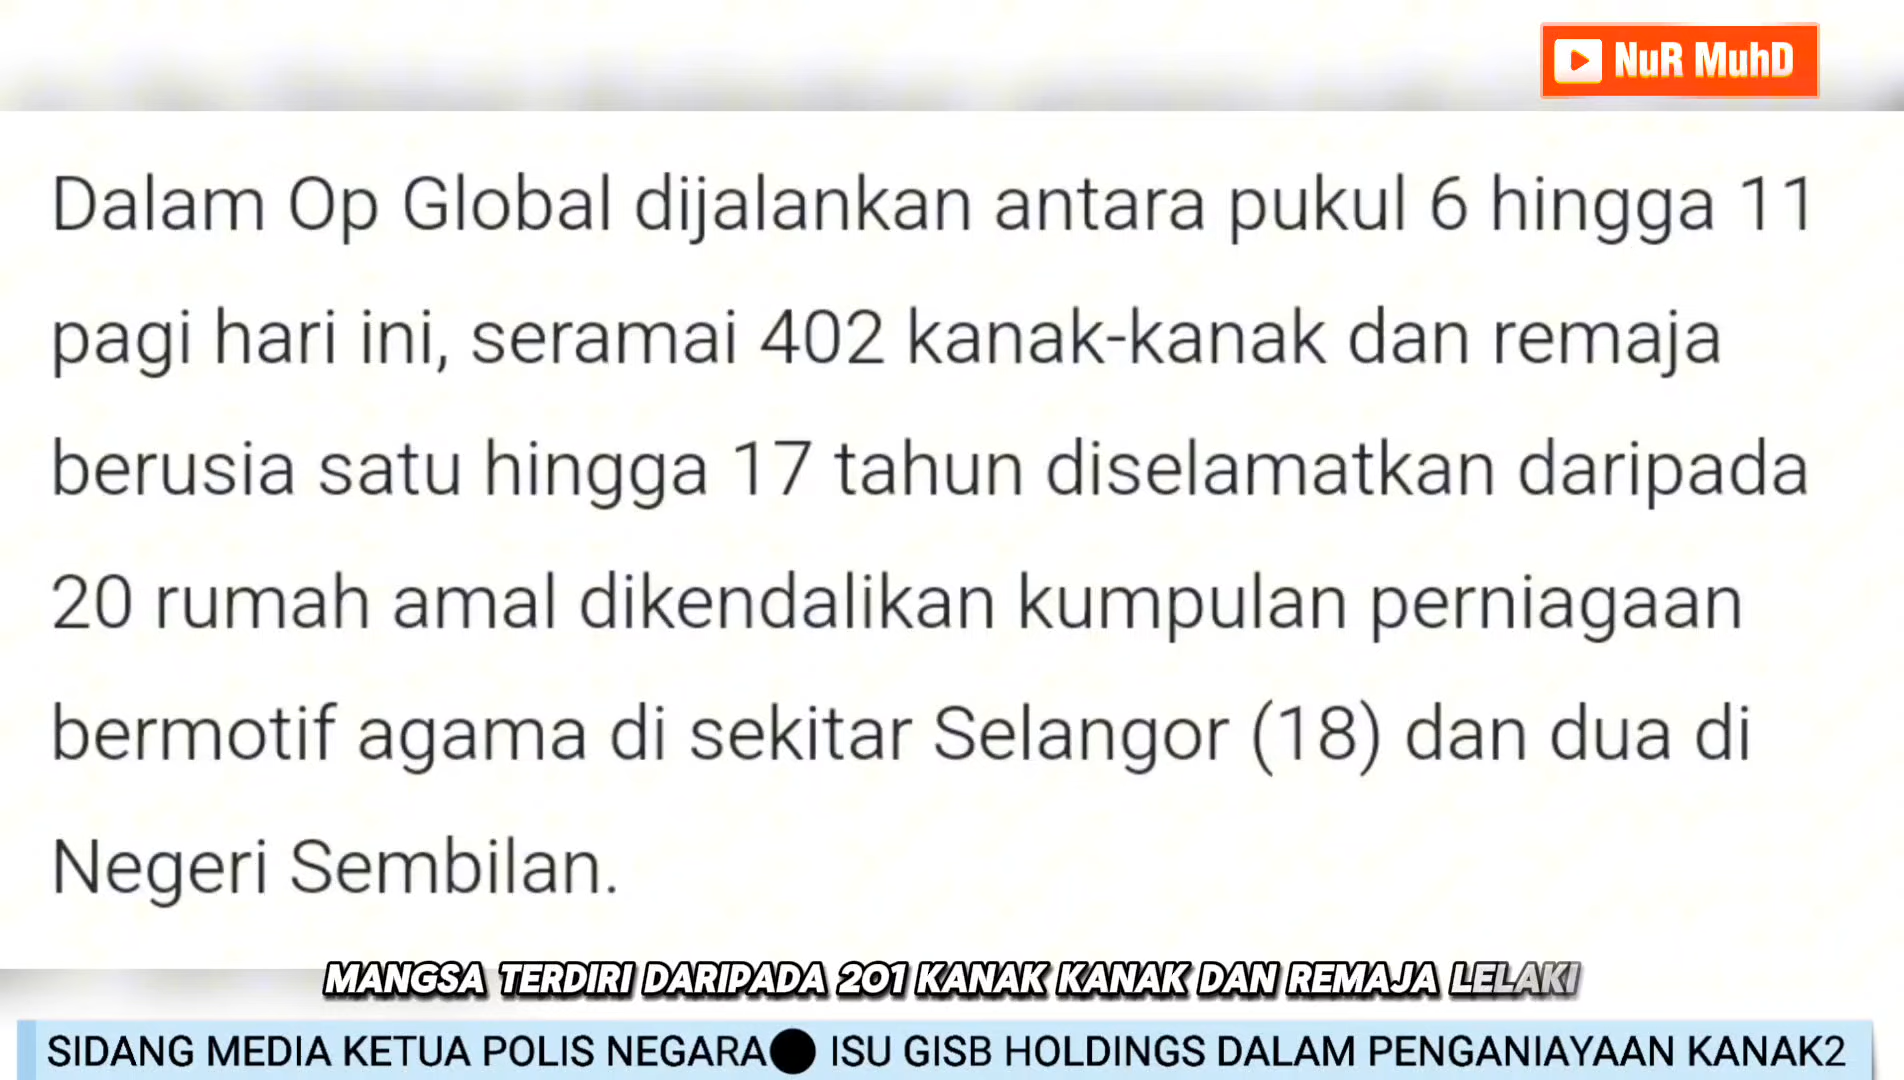 NuR MuhD
Dalam Op Global dijalankan antara pukul 6 hingga 11
pagi hari ini, seramai 402 kanak-kanak dan remaja
berusia satu hingga 17 tahun diselamatkan daripada
20 rumah amal dikendalikan kumpulan perniagaan
bermotif agama di sekitar Selangor (18) dan dua di
Negeri Sembilan.
MANGSA TERDIRI DARIPADA 201 KANAK KANAK DAN REMAJA LELAKI
SIDANG MEDIA KETUA POLIS NEGARA● ISU GISB HOLDINGS DALAM PENGANIAYAAN KANAK2